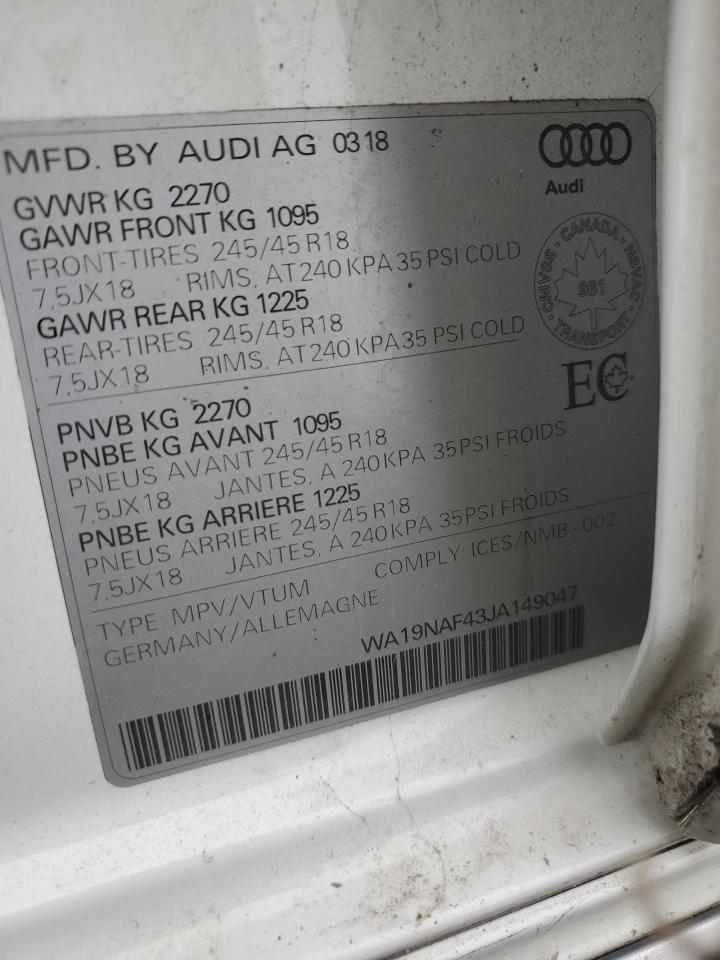 MFD. BY AUDI AG 03 18
Audi
GVWR KG 2270
GAWR FRONT KG 1095
FRONT-TIRES 245/45 R18
7,5JX18 RIMS, AT 240 KPA 35 PSI COLD
GAWR REAR KG 1225
REAR-TIRES 245/45 R18
7,5JX18 RIMS, AT 240 KPA 35 PSI COLD
CMVSS - CANADA - NSVAC
961
TRANSPORT
EC
PNVB KG 2270
PNBE KG AVANT 1095
PNEUS AVANT 245/45 R18
7,5JX18 JANTES, A 240 KPA 35 PSI FROIDS
PNBE KG ARRIERE 1225
PNEUS ARRIERE 245/45 R18
7,5JX18 JANTES, A 240 KPA 35 PSI FROIDS
TYPE: MPV/VTUM COMPLY: ICES/NMB - 002
GERMANY/ALLEMAGNE
WA19NAF43JA149047